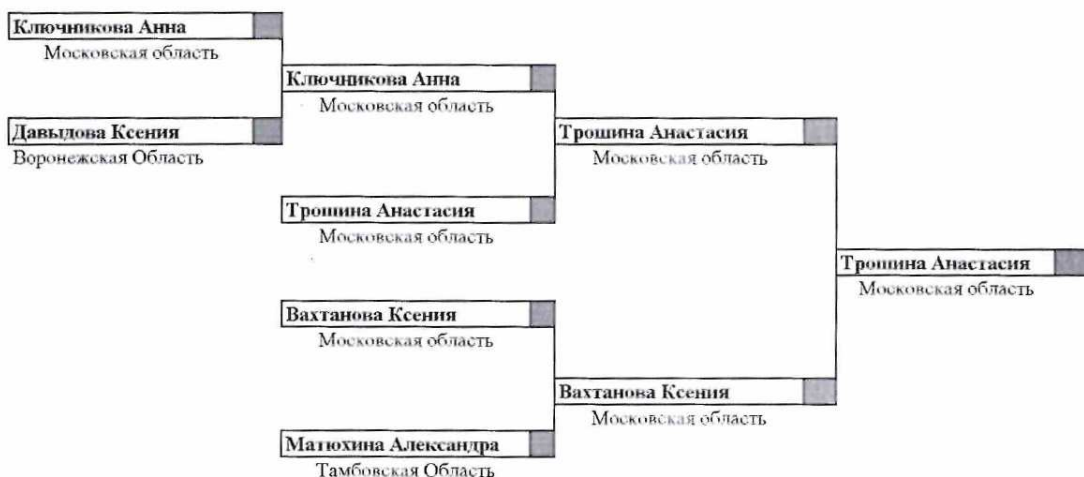 Ключникова Анна
Московская область
Давыдова Ксения
Воронежская Область
Ключникова Анна
Московская область
Трошина Анастасия
Московская область
Вахтанова Ксения
Московская область
Матюхина Александра
Тамбовская Область
Трошина Анастасия
Московская область
Вахтанова Ксения
Московская область
Трошина Анастасия
Московская область